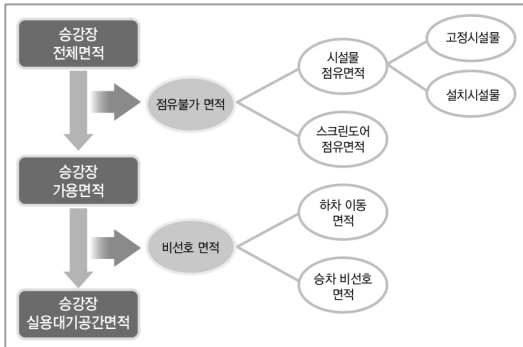 승강장
전체면적
점유불가 면적
시설물
점유면적
고정시설물
설치시설물
스크린도어
점유면적
승강장
가용면적
비선호 면적
하차 이동
면적
승차 비선호
면적
승강장
실용대기공간면적